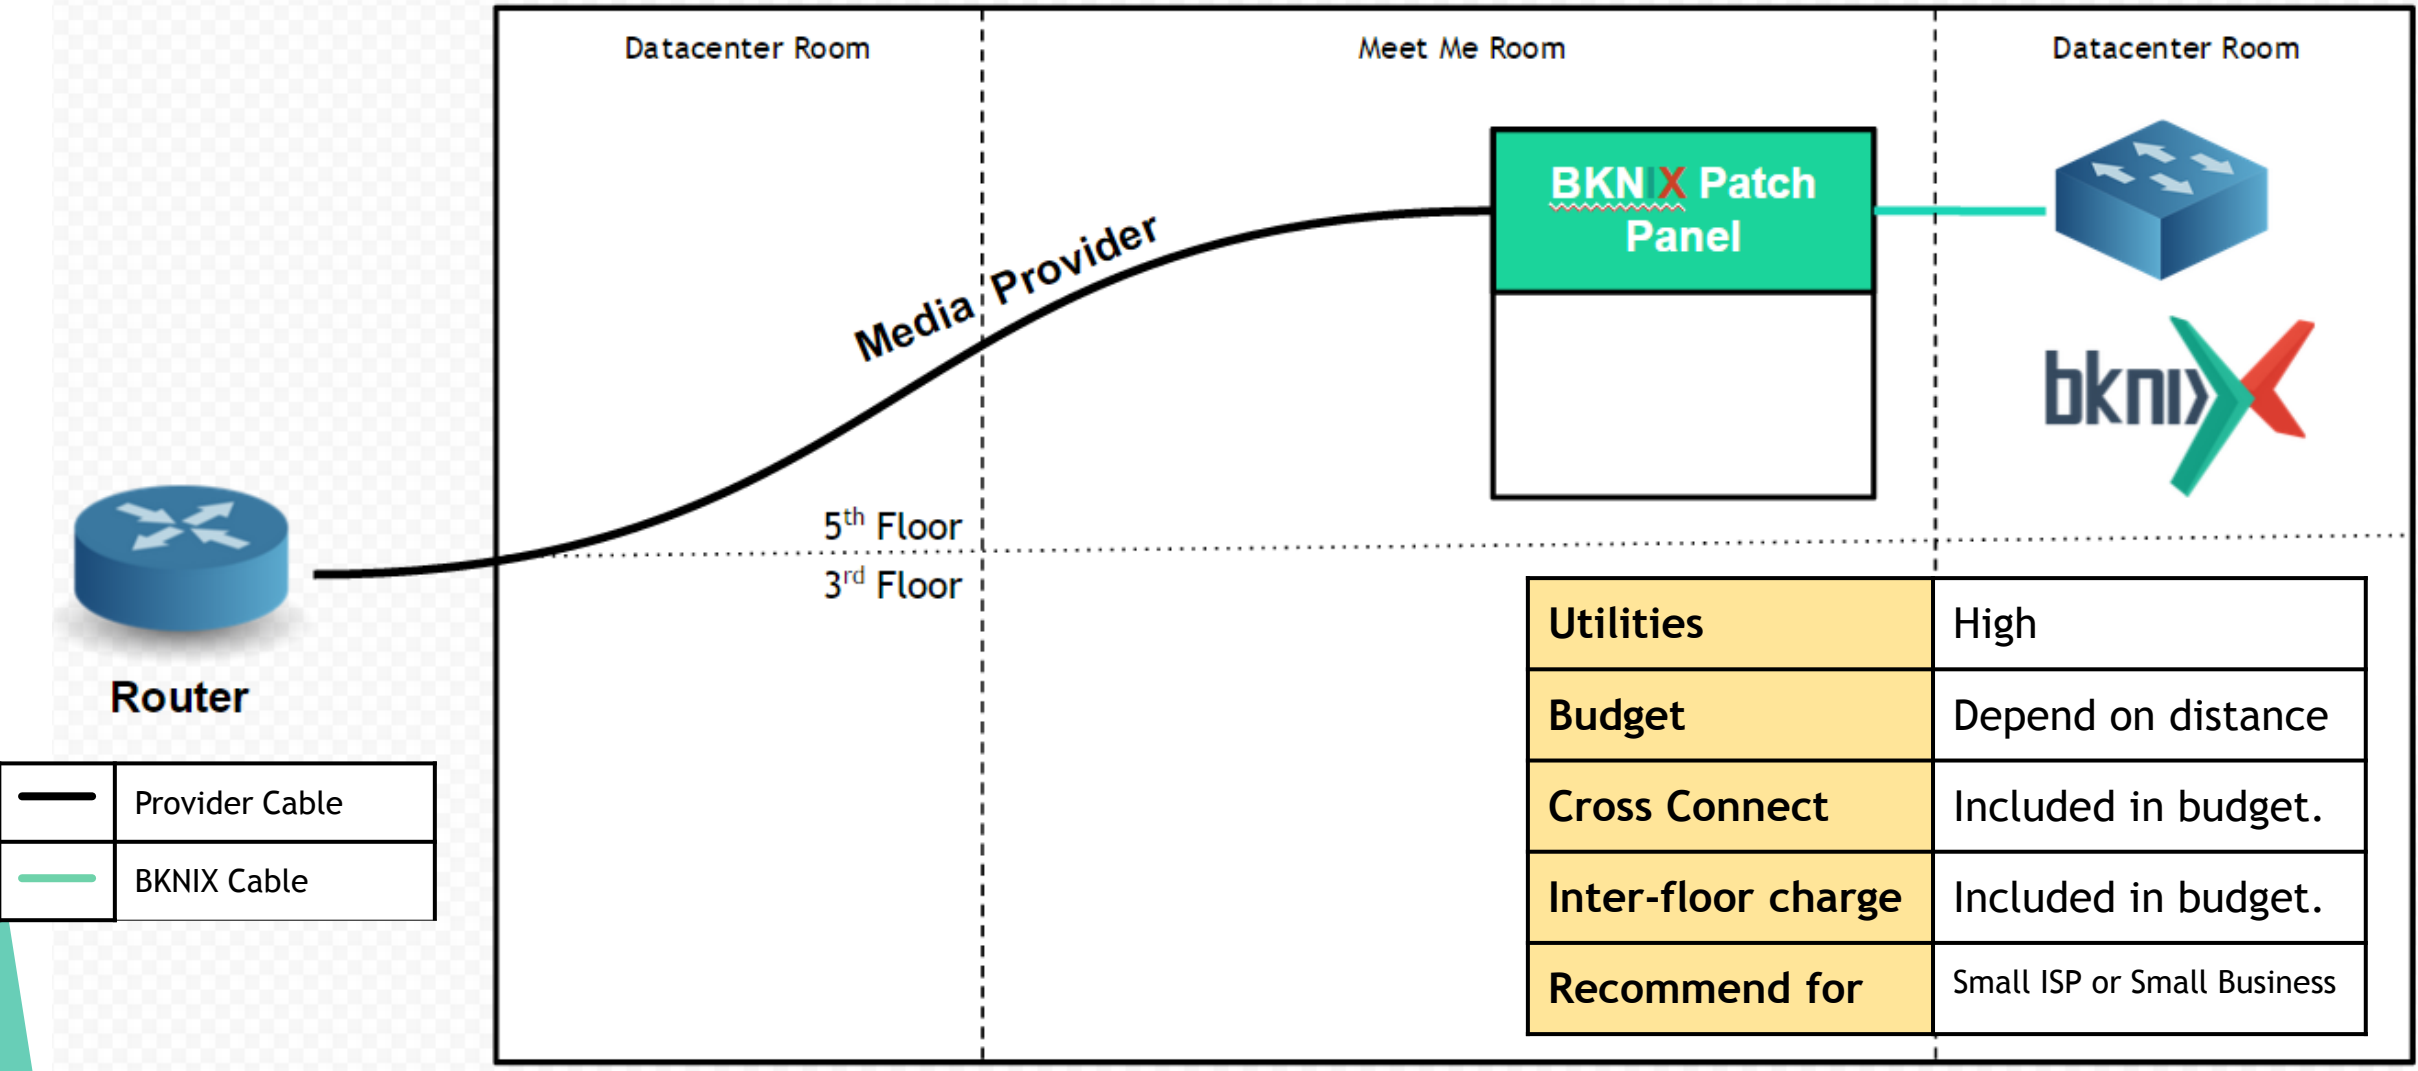 Datacenter Room
Meet Me Room
Datacenter Room
BKNIX Patch
Panel
Media Provider
bknix
5th Floor
3rd Floor
Router
Provider Cable
BKNIX Cable
Utilities High
Budget Depend on distance
Cross Connect Included in budget.
Inter-floor charge Included in budget.
Recommend for Small ISP or Small Business